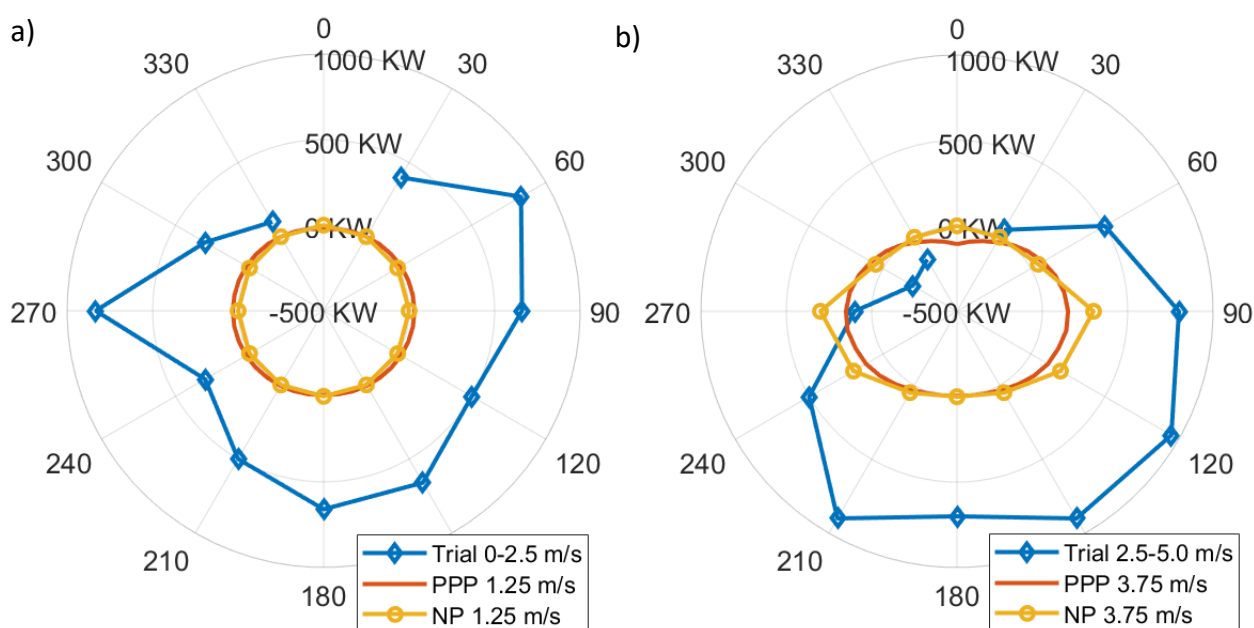 a)
0
1000 KW
30
60
90
120
180
210
240
270
300
330
500 KW
0 KW
-500 KW
Trial 0-2.5 m/s
PPP 1.25 m/s
NP 1.25 m/s
b)
0
1000 KW
30
60
90
120
180
210
240
270
300
330
500 KW
0 KW
-500 KW
Trial 2.5-5.0 m/s
PPP 3.75 m/s
NP 3.75 m/s